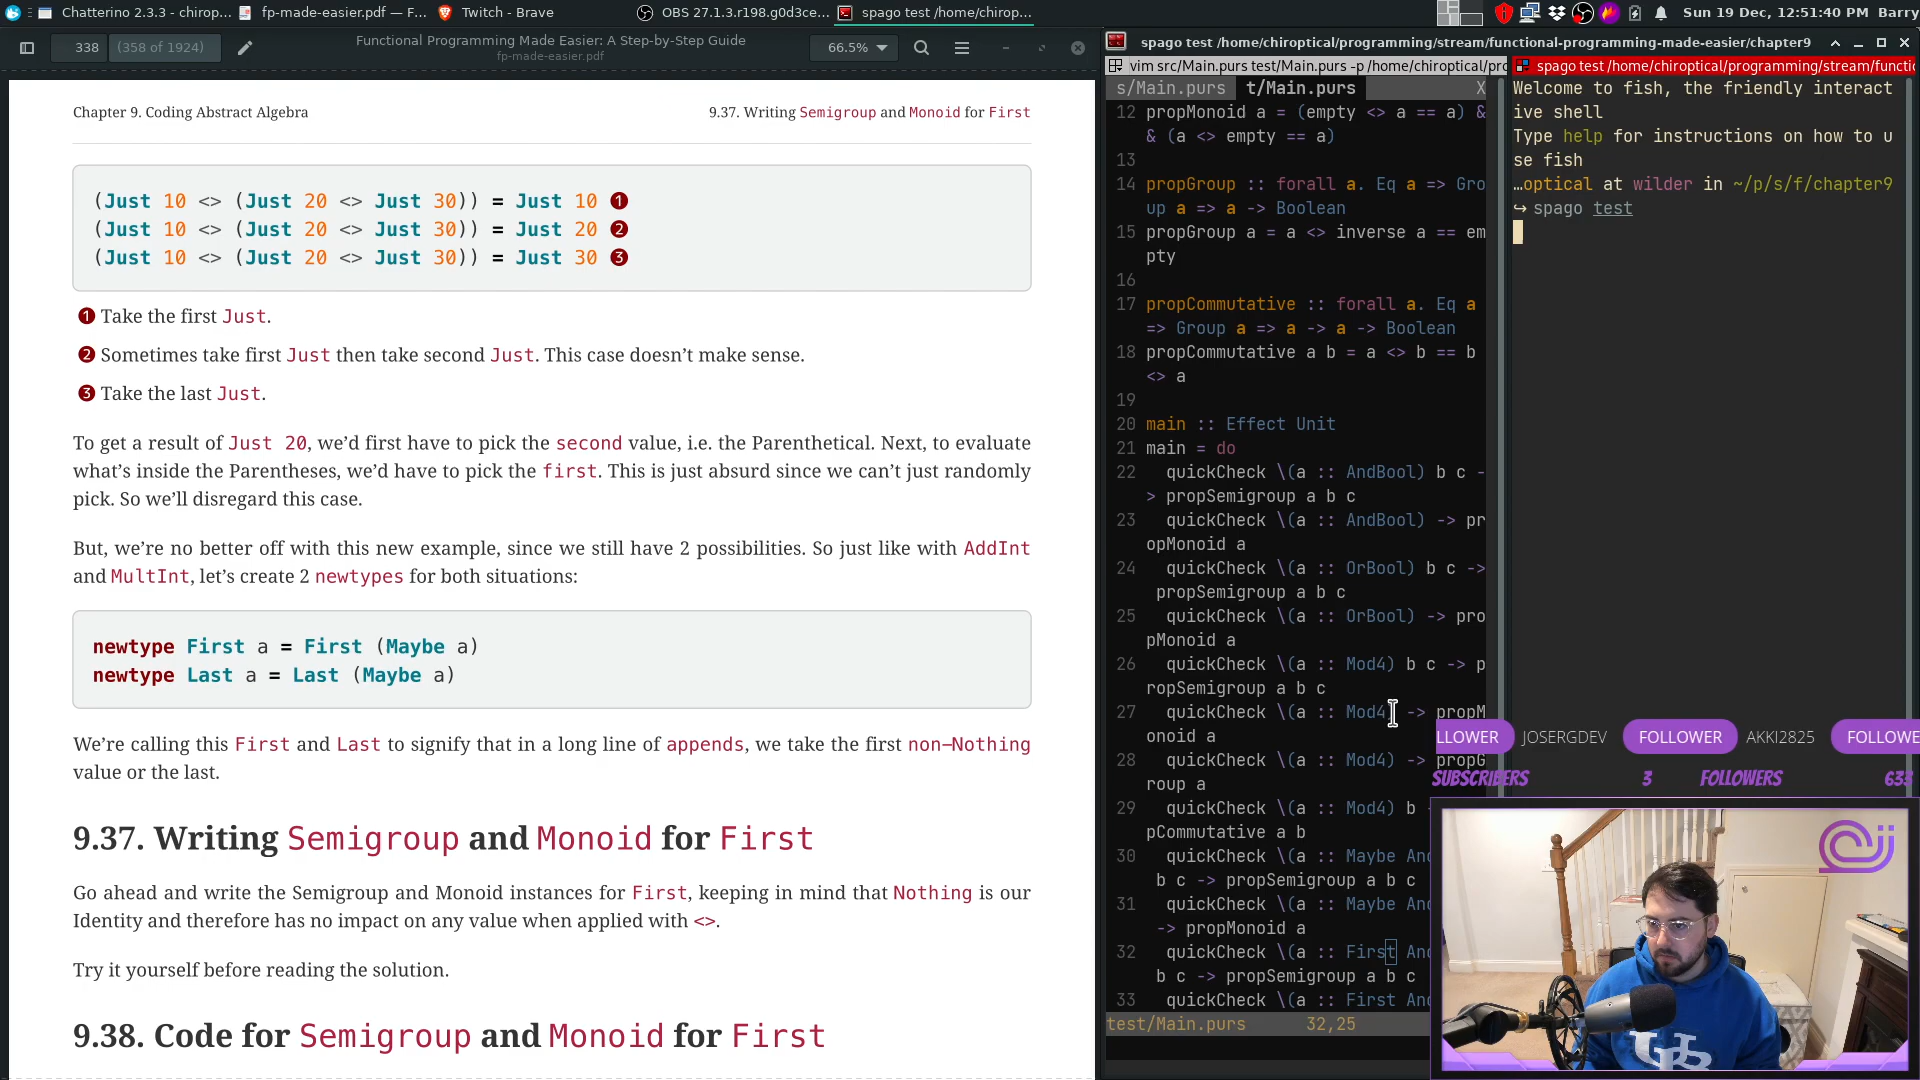 Chatterino 2.3.3 - chirop...
fp-made-easier.pdf — F...
Twitch - Brave
OBS 27.1.3.r198.g0d3ce...
spago test /home/chirop...
Sun 19 Dec, 12:51:40 PM Barry
338 (358 of 1924)
Functional Programming Made Easier: A Step-by-Step Guide
fp-made-easier.pdf
66.5%
Chapter 9. Coding Abstract Algebra
9.37. Writing Semigroup and Monoid for First
(Just 10 <> (Just 20 <> Just 30)) = Just 10 1
(Just 10 <> (Just 20 <> Just 30)) = Just 20 2
(Just 10 <> (Just 20 <> Just 30)) = Just 30 3
1 Take the first Just.
2 Sometimes take first Just then take second Just. This case doesn’t make sense.
3 Take the last Just.
To get a result of Just 20, we’d first have to pick the second value, i.e. the Parenthetical. Next, to evaluate
what’s inside the Parentheses, we’d have to pick the first. This is just absurd since we can’t just randomly
pick. So we’ll disregard this case.
But, we’re no better off with this new example, since we still have 2 possibilities. So just like with AddInt
and MultInt, let’s create 2 newtypes for both situations:
newtype First a = First (Maybe a)
newtype Last a = Last (Maybe a)
We’re calling this First and Last to signify that in a long line of appends, we take the first non-Nothing
value or the last.
9.37. Writing Semigroup and Monoid for First
Go ahead and write the Semigroup and Monoid instances for First, keeping in mind that Nothing is our
Identity and therefore has no impact on any value when applied with <>.
Try it yourself before reading the solution.
9.38. Code for Semigroup and Monoid for First
spago test /home/chiroptical/programming/stream/functional-programming-made-easier/chapter9
vim src/Main.purs test/Main.purs -p /home/chiroptical/pro
s/Main.purs t/Main.purs X
12 propMonoid a = (empty <> a == a) &
& (a <> empty == a)
13
14 propGroup :: forall a. Eq a => Gro
up a => a -> Boolean
15 propGroup a = a <> inverse a == em
pty
16
17 propCommutative :: forall a. Eq a
=> Group a => a -> a -> Boolean
18 propCommutative a b = a <> b == b
<> a
19
20 main :: Effect Unit
21 main = do
22 quickCheck \(a :: AndBool) b c -
> propSemigroup a b c
23 quickCheck \(a :: AndBool) -> pr
opMonoid a
24 quickCheck \(a :: OrBool) b c ->
propSemigroup a b c
25 quickCheck \(a :: OrBool) -> pro
pMonoid a
26 quickCheck \(a :: Mod4) b c -> p
ropSemigroup a b c
27 quickCheck \(a :: Mod4) -> propM
onoid a
28 quickCheck \(a :: Mod4) -> propG
roup a
29 quickCheck \(a :: Mod4) b
pCommutative a b
30 quickCheck \(a :: Maybe And
b c -> propSemigroup a b c
31 quickCheck \(a :: Maybe And
-> propMonoid a
32 quickCheck \(a :: First And
b c -> propSemigroup a b c
33 quickCheck \(a :: First And
test/Main.purs 32,25
spago test /home/chiroptical/programming/stream/functi
Welcome to fish, the friendly interact
ive shell
Type help for instructions on how to u
se fish
…optical at wilder in ~/p/s/f/chapter9
↪ spago test
LLOWER JOSERGDEV FOLLOWER AKKI2825 FOLLOWE
SUBSCRIBERS 3 FOLLOWERS 633